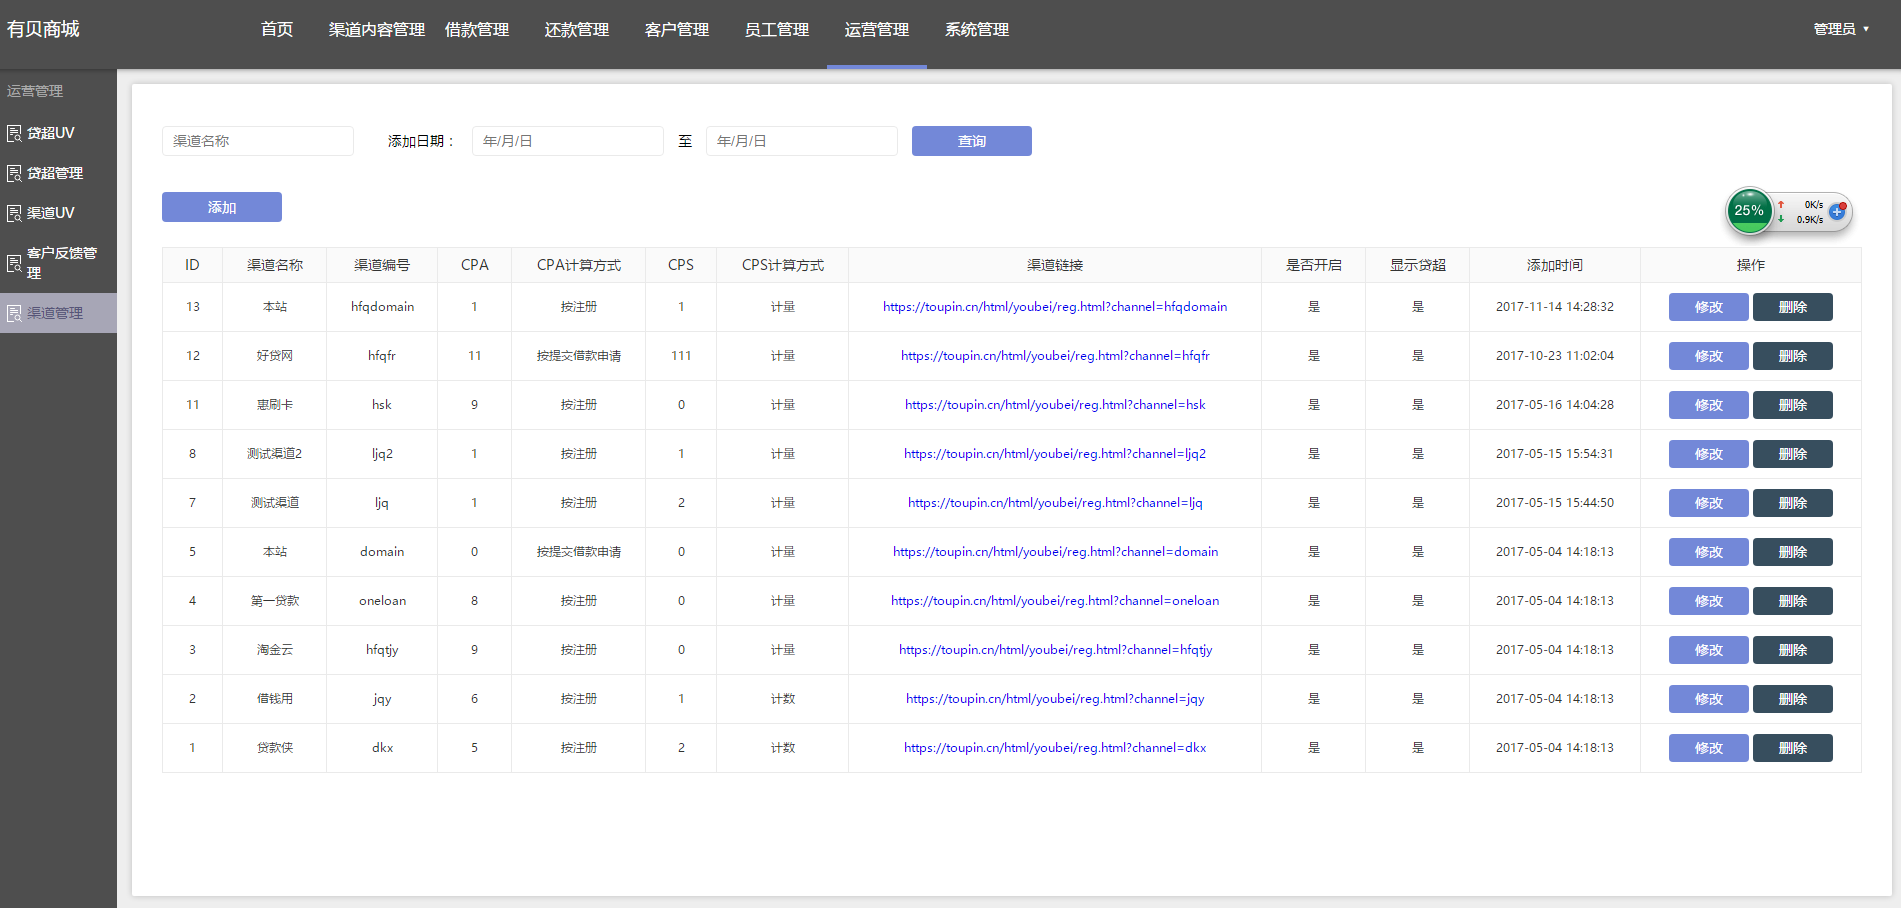 有贝商城 首页 渠道内容管理 借款管理 还款管理 客户管理 员工管理 运营管理 系统管理 管理员
运营管理
贷超UV
贷超管理
渠道UV
客户反馈管
理
渠道管理
渠道名称 添加日期： 年/月/日 至 年/月/日 查询
添加
25% 0K/s
0.9K/s
ID 渠道名称 渠道编号 CPA CPA计算方式 CPS CPS计算方式 渠道链接 是否开启 显示贷超 添加时间 操作
13 本站 hfqdomain 1 按注册 1 计量 https://toupin.cn/html/youbei/reg.html?channel=hfqdomain 是 是 2017-11-14 14:28:32 修改 删除
12 好贷网 hfqfr 11 按提交借款申请 111 计量 https://toupin.cn/html/youbei/reg.html?channel=hfqfr 是 是 2017-10-23 11:02:04 修改 删除
11 惠刷卡 hsk 9 按注册 0 计量 https://toupin.cn/html/youbei/reg.html?channel=hsk 是 是 2017-05-16 14:04:28 修改 删除
8 测试渠道2 ljq2 1 按注册 1 计量 https://toupin.cn/html/youbei/reg.html?channel=ljq2 是 是 2017-05-15 15:54:31 修改 删除
7 测试渠道 ljq 1 按注册 2 计量 https://toupin.cn/html/youbei/reg.html?channel=ljq 是 是 2017-05-15 15:44:50 修改 删除
5 本站 domain 0 按提交借款申请 0 计量 https://toupin.cn/html/youbei/reg.html?channel=domain 是 是 2017-05-04 14:18:13 修改 删除
4 第一贷款 oneloan 8 按注册 0 计量 https://toupin.cn/html/youbei/reg.html?channel=oneloan 是 是 2017-05-04 14:18:13 修改 删除
3 淘金云 hfqtjy 9 按注册 0 计量 https://toupin.cn/html/youbei/reg.html?channel=hfqtjy 是 是 2017-05-04 14:18:13 修改 删除
2 借钱用 jqy 6 按注册 1 计数 https://toupin.cn/html/youbei/reg.html?channel=jqy 是 是 2017-05-04 14:18:13 修改 删除
1 贷款侠 dkx 5 按注册 2 计数 https://toupin.cn/html/youbei/reg.html?channel=dkx 是 是 2017-05-04 14:18:13 修改 删除